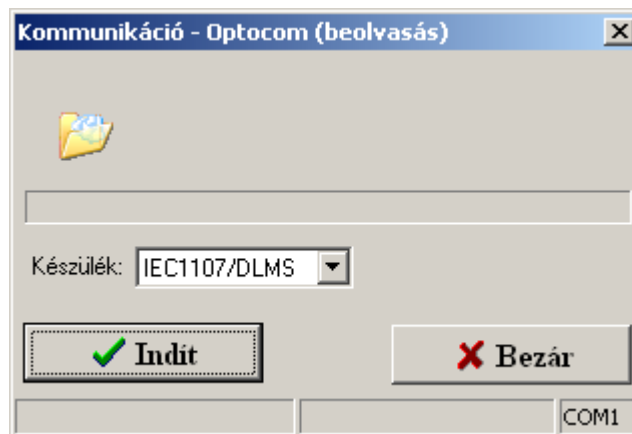 Kommunikáció - Optocom (beolvasás)
Készülék: IEC1107/DLMS
Indít Bezár
COM1